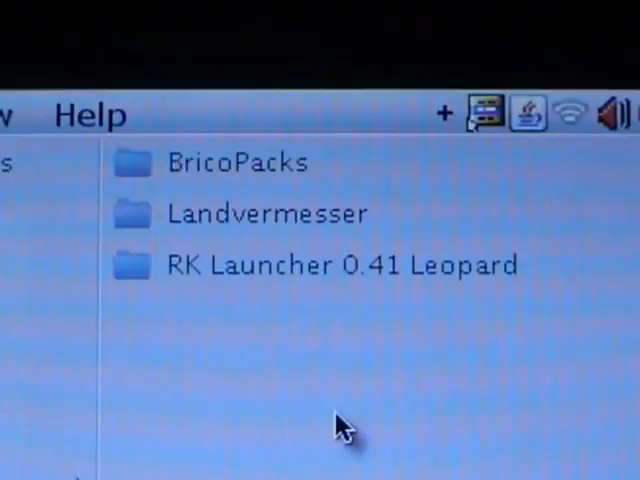 w Help +
s
BricoPacks
Landvermesser
RK Launcher 0.41 Leopard